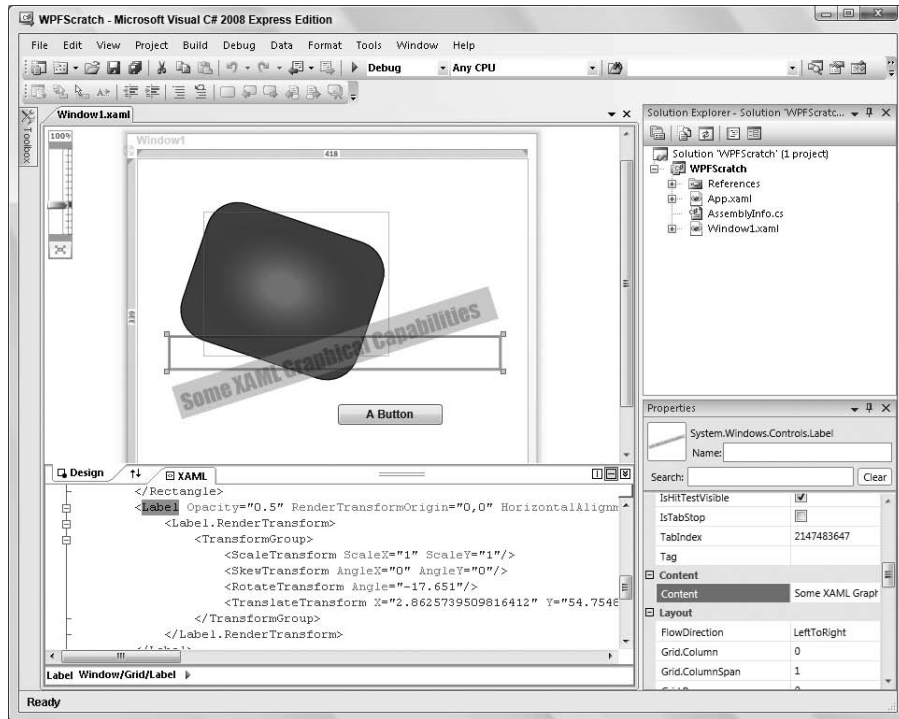 WPFScratch - Microsoft Visual C# 2008 Express Edition
File Edit View Project Build Debug Data Format Tools Window Help
Debug Any CPU
Window1.xaml
Toolbox
100%
Window1
418
339
Some XAML Graphical Capabilities
A Button
Solution Explorer - Solution 'WPFScratc...
Solution 'WPFScratch' (1 project)
WPFScratch
References
App.xaml
AssemblyInfo.cs
Window1.xaml
Design XAML
</Rectangle>
<Label Opacity="0.5" RenderTransformOrigin="0,0" HorizontalAlignm
<Label.RenderTransform>
<TransformGroup>
<ScaleTransform ScaleX="1" ScaleY="1"/>
<SkewTransform AngleX="0" AngleY="0"/>
<RotateTransform Angle="-17.651"/>
<TranslateTransform X="2.8625739509816412" Y="54.7546
</TransformGroup>
</Label.RenderTransform>
Label Window/Grid/Label
Properties
System.Windows.Controls.Label
Name:
Search: Clear
IsHitTestVisible
IsTabStop
TabIndex 2147483647
Tag
Content
Content Some XAML Graph
Layout
FlowDirection LeftToRight
Grid.Column 0
Grid.ColumnSpan 1
Ready